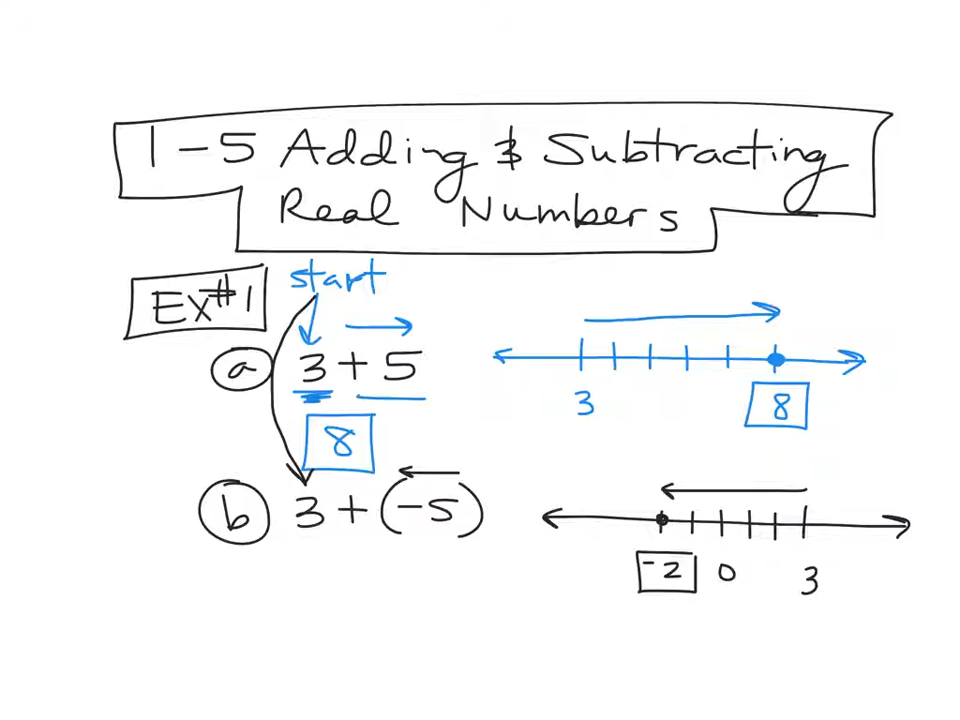 1-5 Adding & Subtracting
Real Numbers
Ex#1
start
a 3 + 5
3 8
8
b 3 + (-5)
-2 0 3